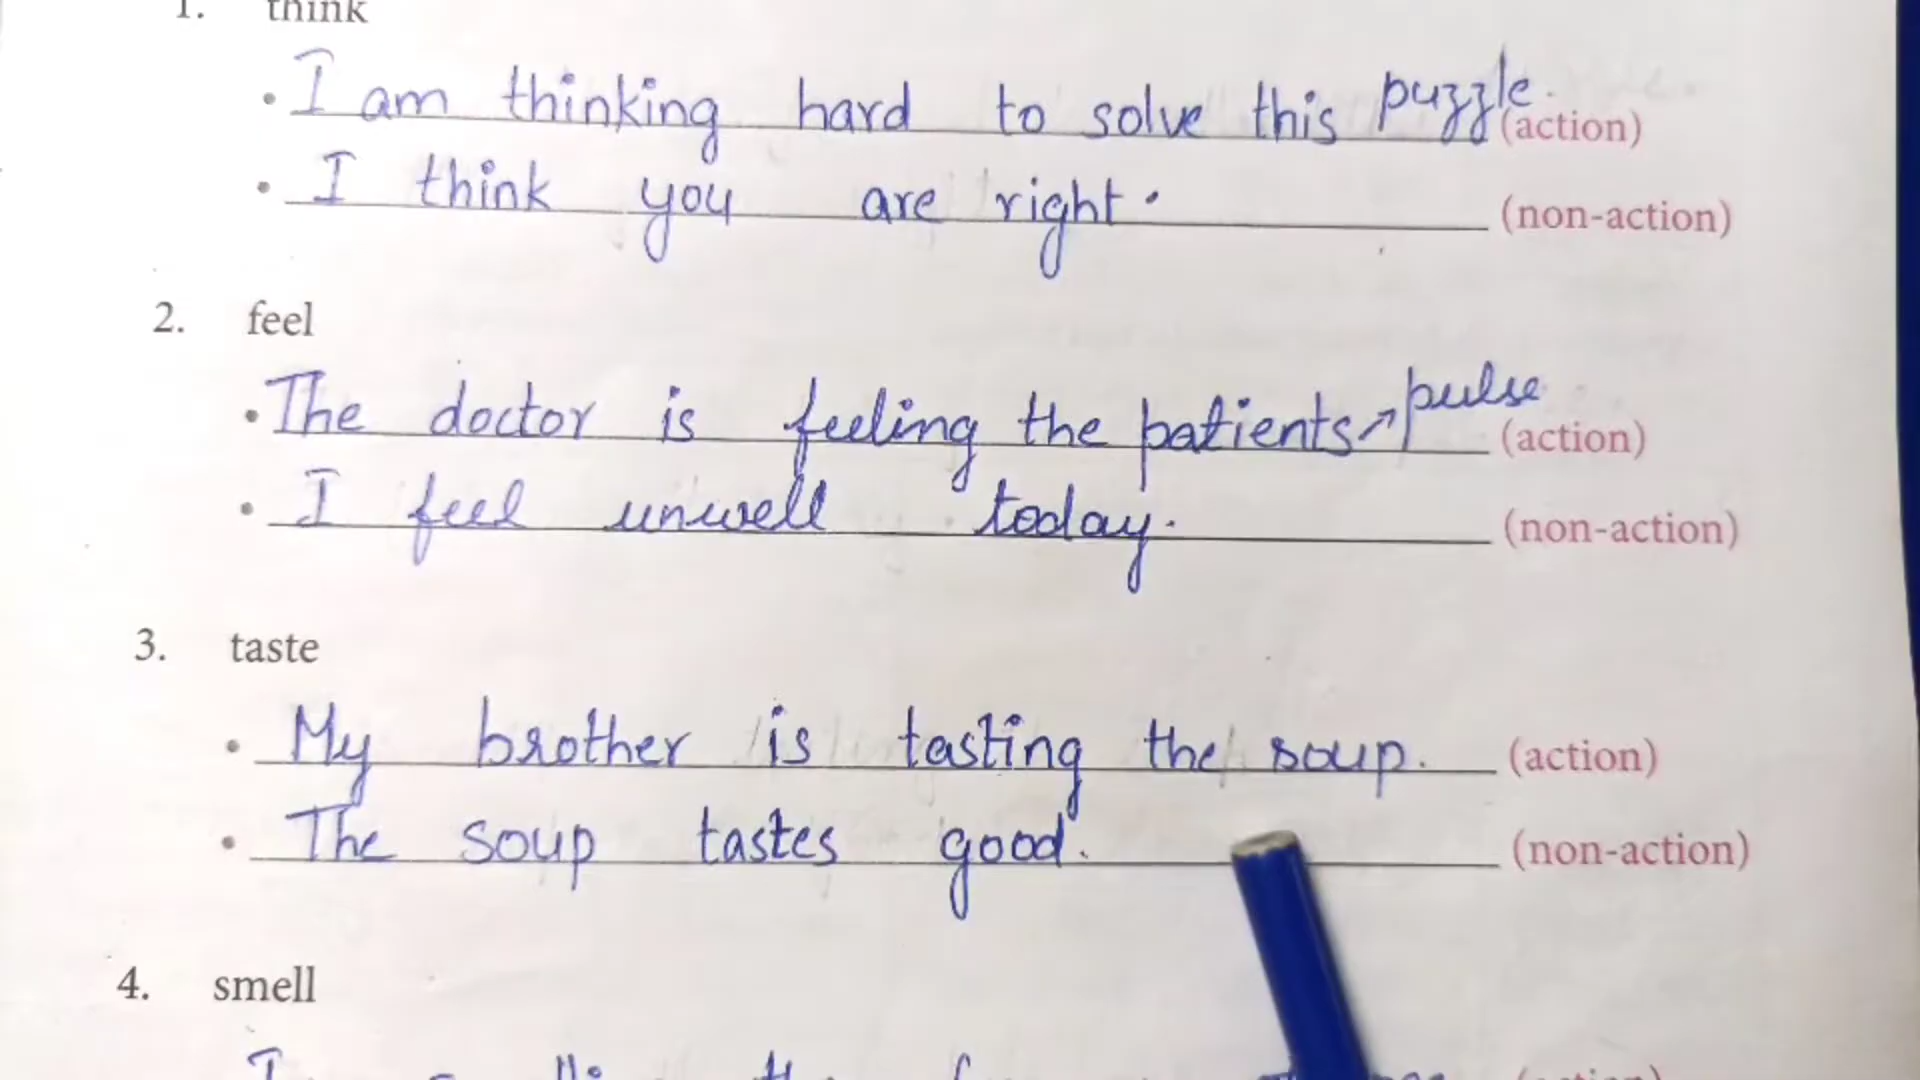 1. think
• I am thinking hard to solve this puzzle. (action)
• I think you are right. (non-action)
2. feel
• The doctor is feeling the patients pulse (action)
• I feel unwell today. (non-action)
3. taste
• My brother is tasting the soup. (action)
• The soup tastes good. (non-action)
4. smell